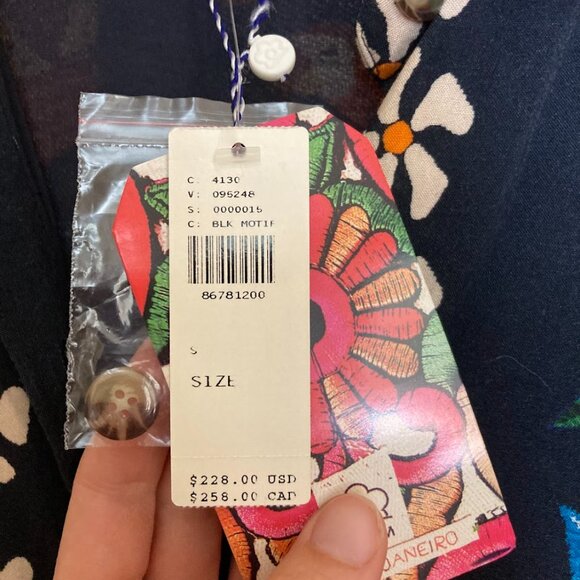 C: 4130
V: 095248
S: 0000015
C: BLK MOTIF
86781200
S
SIZE
$228.00 USD
$258.00 CAD
M
JANEIRO